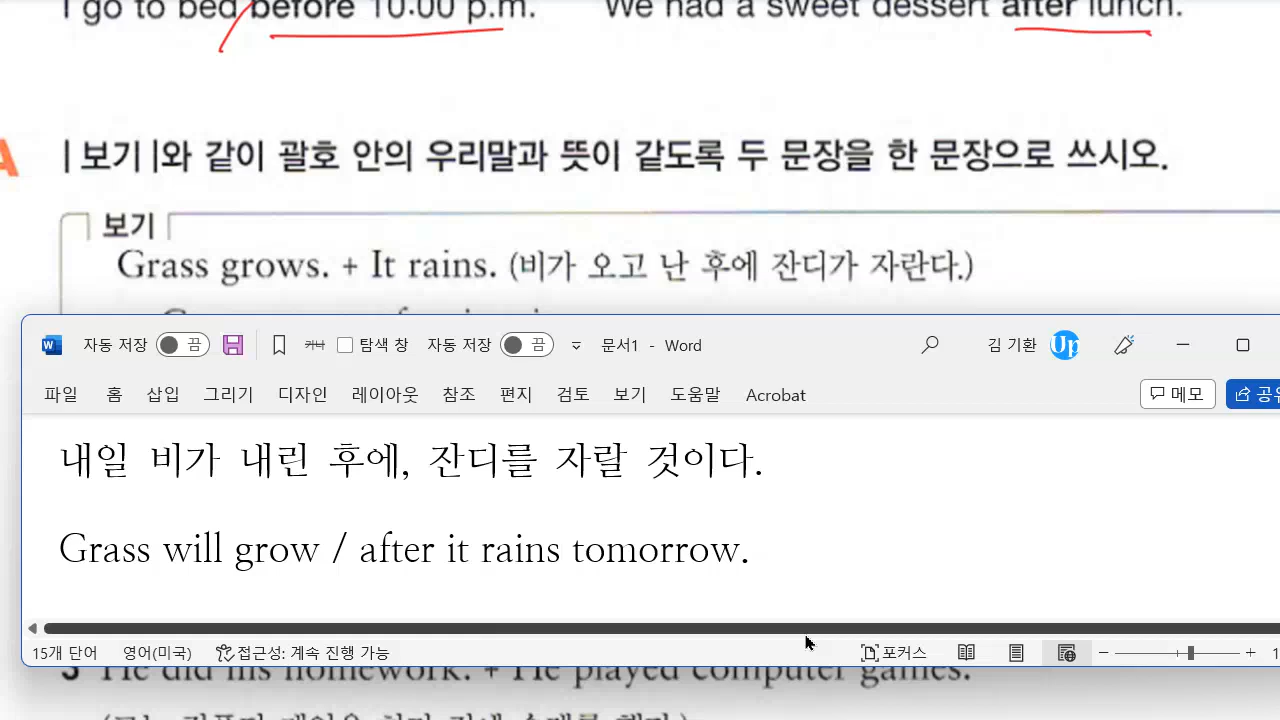 I go to bed before 10:00 p.m. We had a sweet dessert after lunch.
A |보기|와 같이 괄호 안의 우리말과 뜻이 같도록 두 문장을 한 문장으로 쓰시오.
보기
Grass grows. + It rains. (비가 오고 난 후에 잔디가 자란다.)
자동 저장 끔 가나 탐색 창 자동 저장 끔 문서1 - Word 김 기환 Up
파일 홈 삽입 그리기 디자인 레이아웃 참조 편지 검토 보기 도움말 Acrobat 메모
내일 비가 내린 후에, 잔디를 자랄 것이다.
Grass will grow / after it rains tomorrow.
15개 단어 영어(미국) 접근성: 계속 진행 가능 포커스
3 He did his homework. + He played computer games.